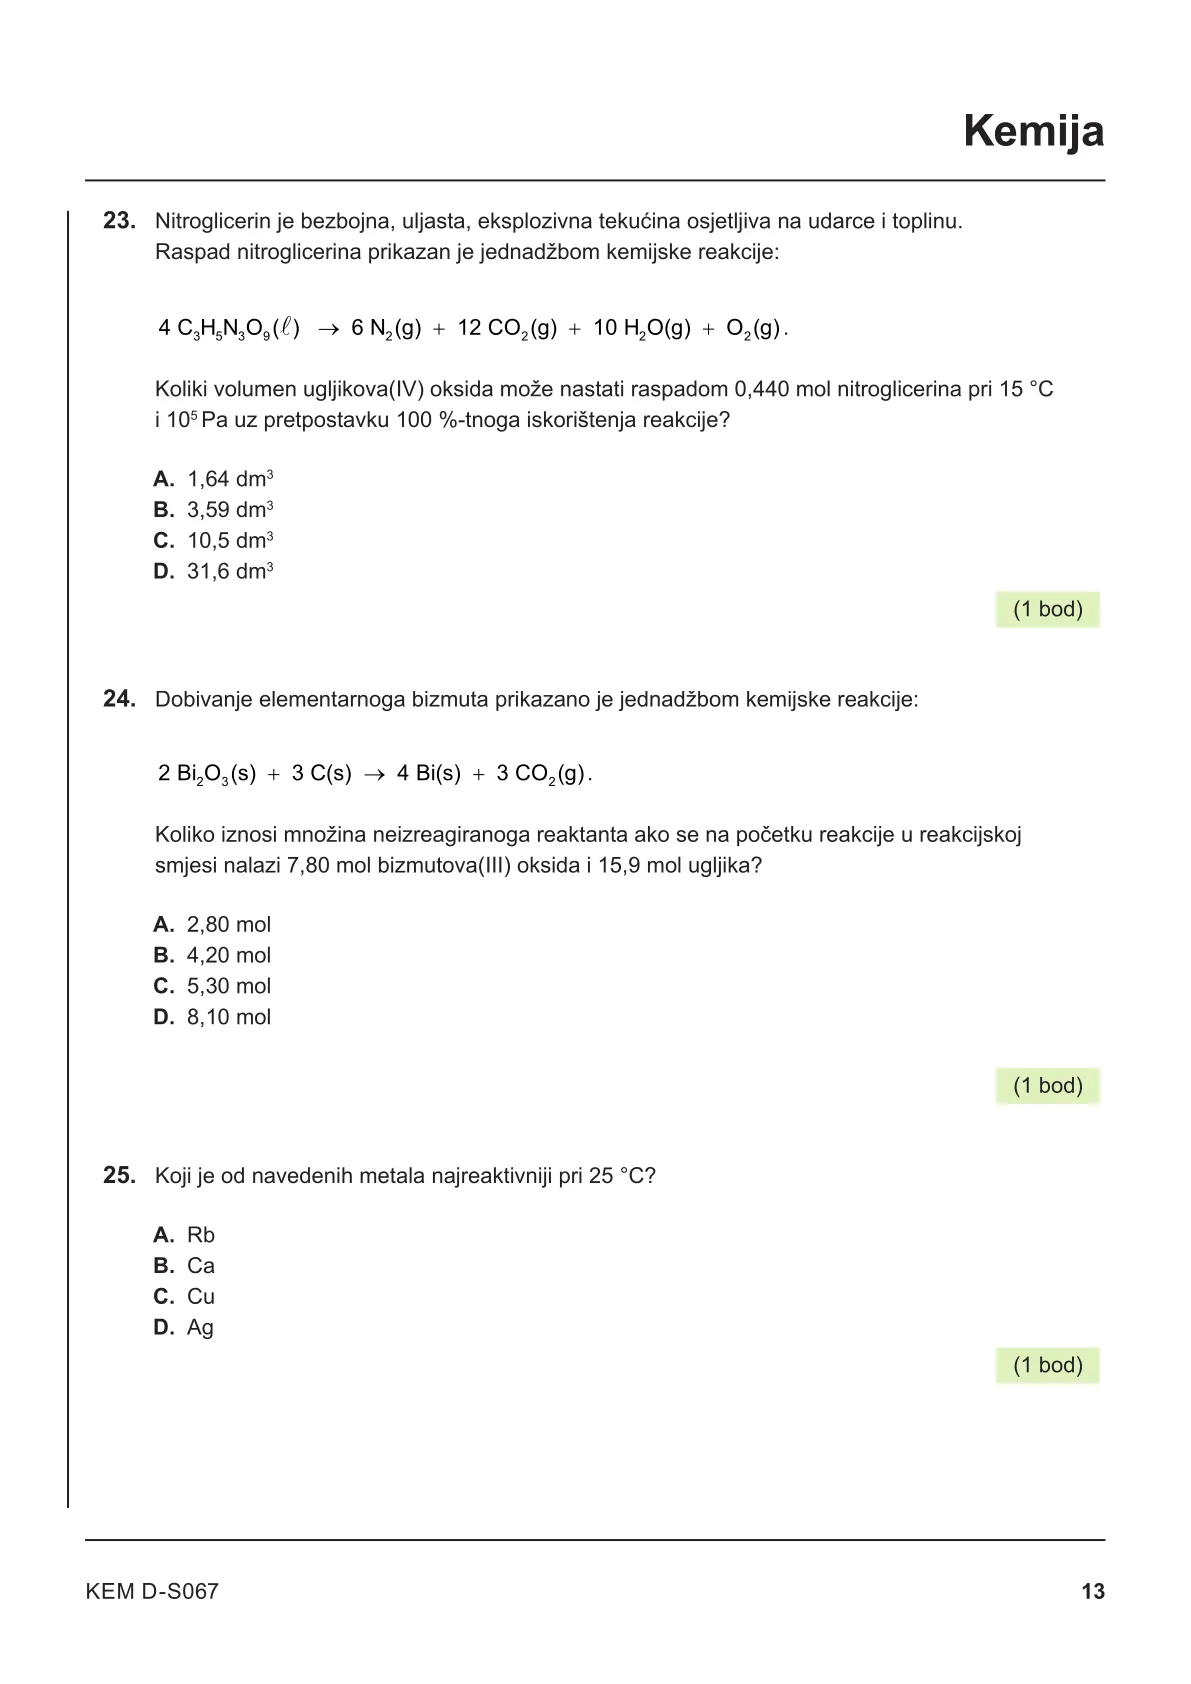 Kemija
23. Nitroglicerin je bezbojna, uljasta, eksplozivna tekućina osjetljiva na udarce i toplinu.
Raspad nitroglicerina prikazan je jednadžbom kemijske reakcije:
4 C₃H₅N₃O₉(ℓ) → 6 N₂(g) + 12 CO₂(g) + 10 H₂O(g) + O₂(g).
Koliki volumen ugljikova(IV) oksida može nastati raspadom 0,440 mol nitroglicerina pri 15 °C
i 10⁵ Pa uz pretpostavku 100 %-tnoga iskorištenja reakcije?
A. 1,64 dm³
B. 3,59 dm³
C. 10,5 dm³
D. 31,6 dm³
(1 bod)
24. Dobivanje elementarnoga bizmuta prikazano je jednadžbom kemijske reakcije:
2 Bi₂O₃(s) + 3 C(s) → 4 Bi(s) + 3 CO₂(g).
Koliko iznosi množina neizreagiranoga reaktanta ako se na početku reakcije u reakcijskoj
smjesi nalazi 7,80 mol bizmutova(III) oksida i 15,9 mol ugljika?
A. 2,80 mol
B. 4,20 mol
C. 5,30 mol
D. 8,10 mol
(1 bod)
25. Koji je od navedenih metala najreaktivniji pri 25 °C?
A. Rb
B. Ca
C. Cu
D. Ag
(1 bod)
KEM D-S067
13